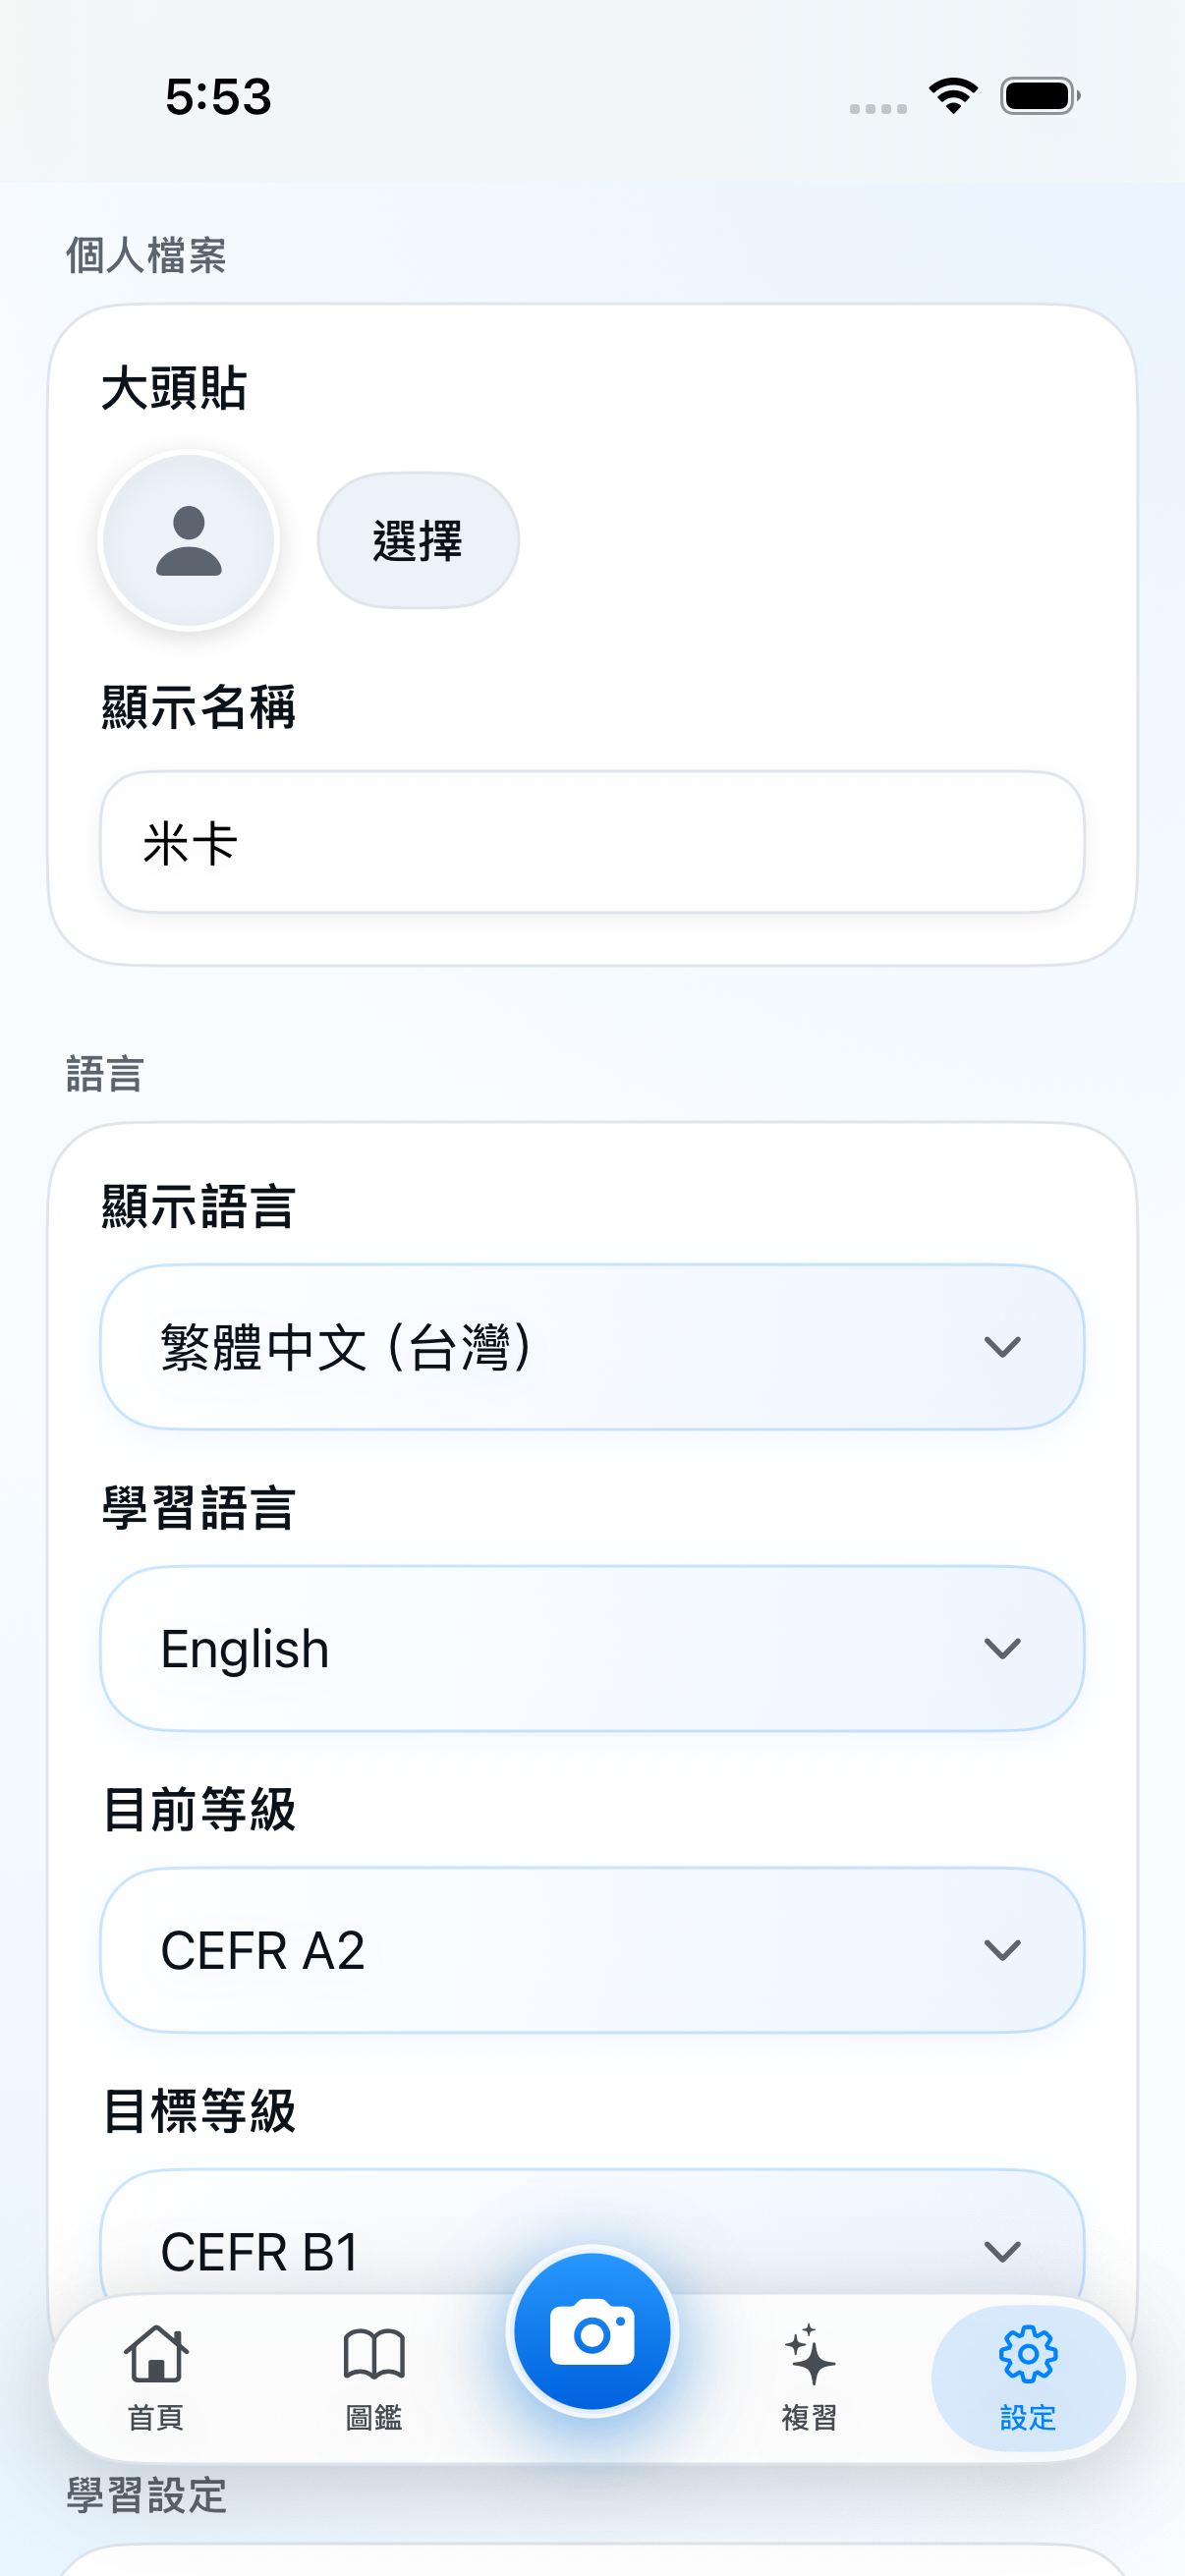 5:53
個人檔案
大頭貼
選擇
顯示名稱
米卡
語言
顯示語言
繁體中文 (台灣)
學習語言
English
目前等級
CEFR A2
目標等級
CEFR B1
首頁
圖鑑
複習
設定
學習設定